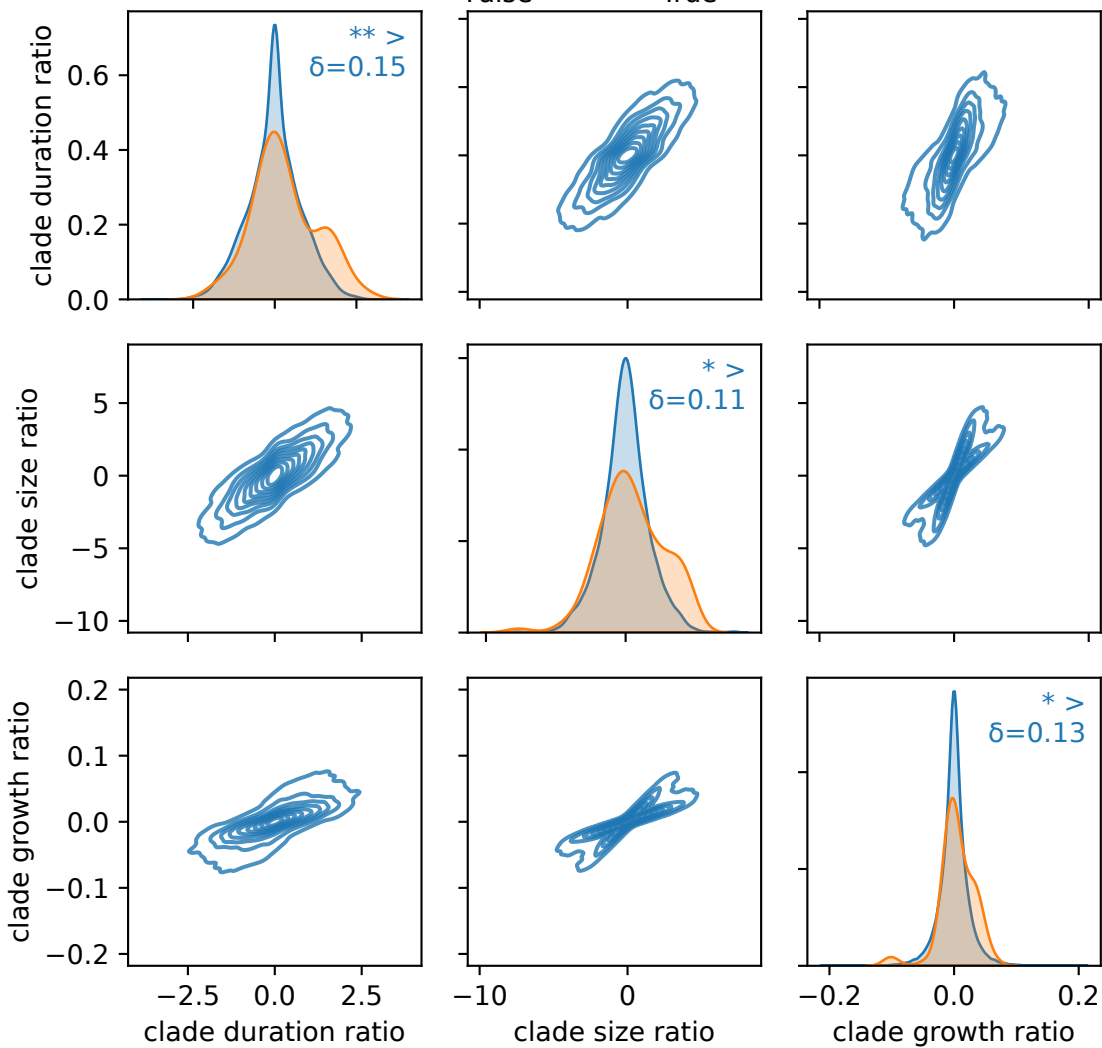 True
clade duration ratio
0.6
0.4
0.2
0.0
** >
δ=0.15
clade size ratio
5
0
−5
−10
* >
δ=0.11
clade growth ratio
0.2
0.1
0.0
−0.1
−0.2
* >
δ=0.13
−2.5
0.0
2.5
−10
0
−0.2
0.0
0.2
clade duration ratio
clade size ratio
clade growth ratio